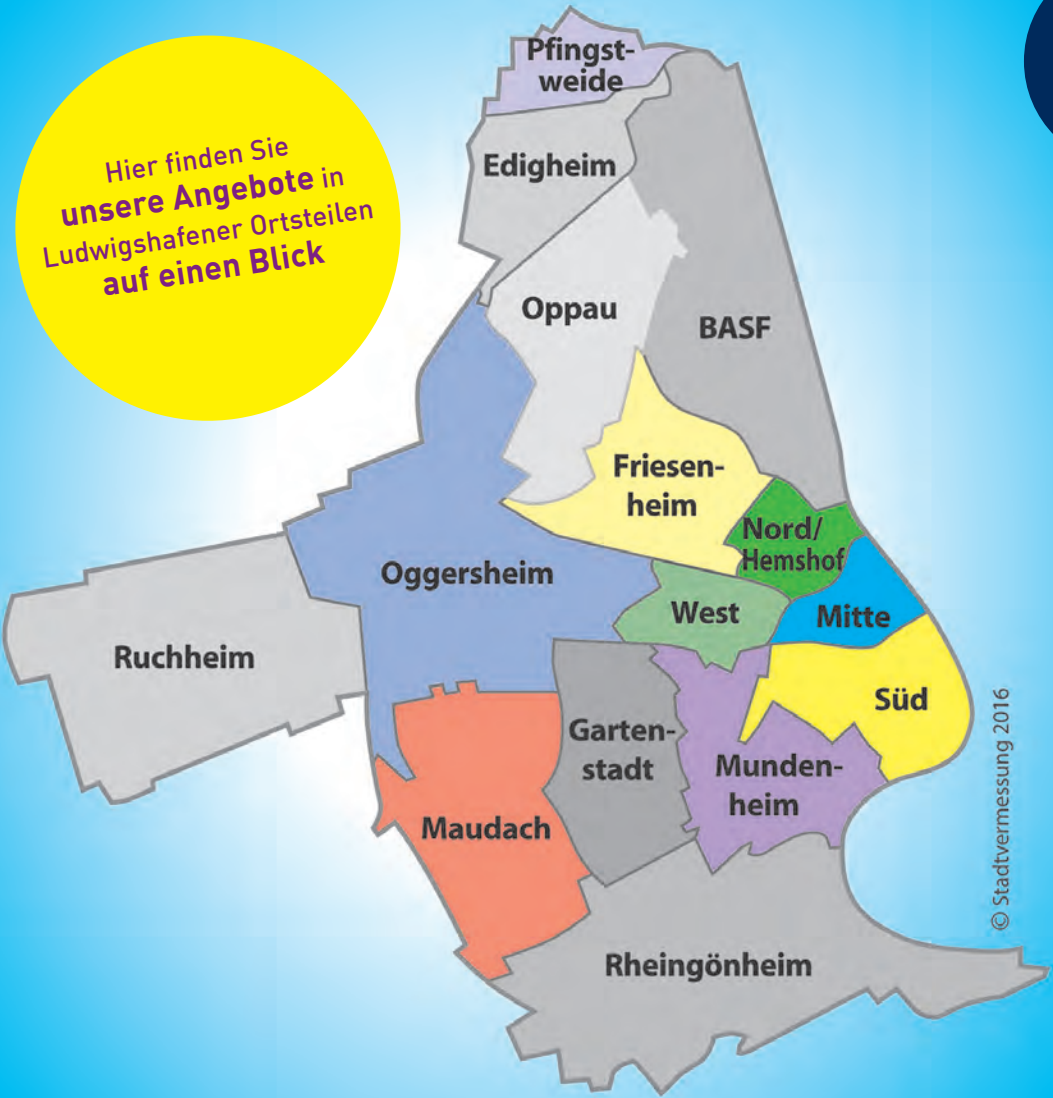 Hier finden Sie
unsere Angebote in
Ludwigshafener Ortsteilen
auf einen Blick
Pfingst-
weide
Edigheim
Oppau
BASF
Friesen-
heim
Nord/
Hemshof
Oggersheim
West
Mitte
Ruchheim
Süd
Garten-
stadt
Munden-
heim
Maudach
Rheingönheim
© Stadtvermessung 2016